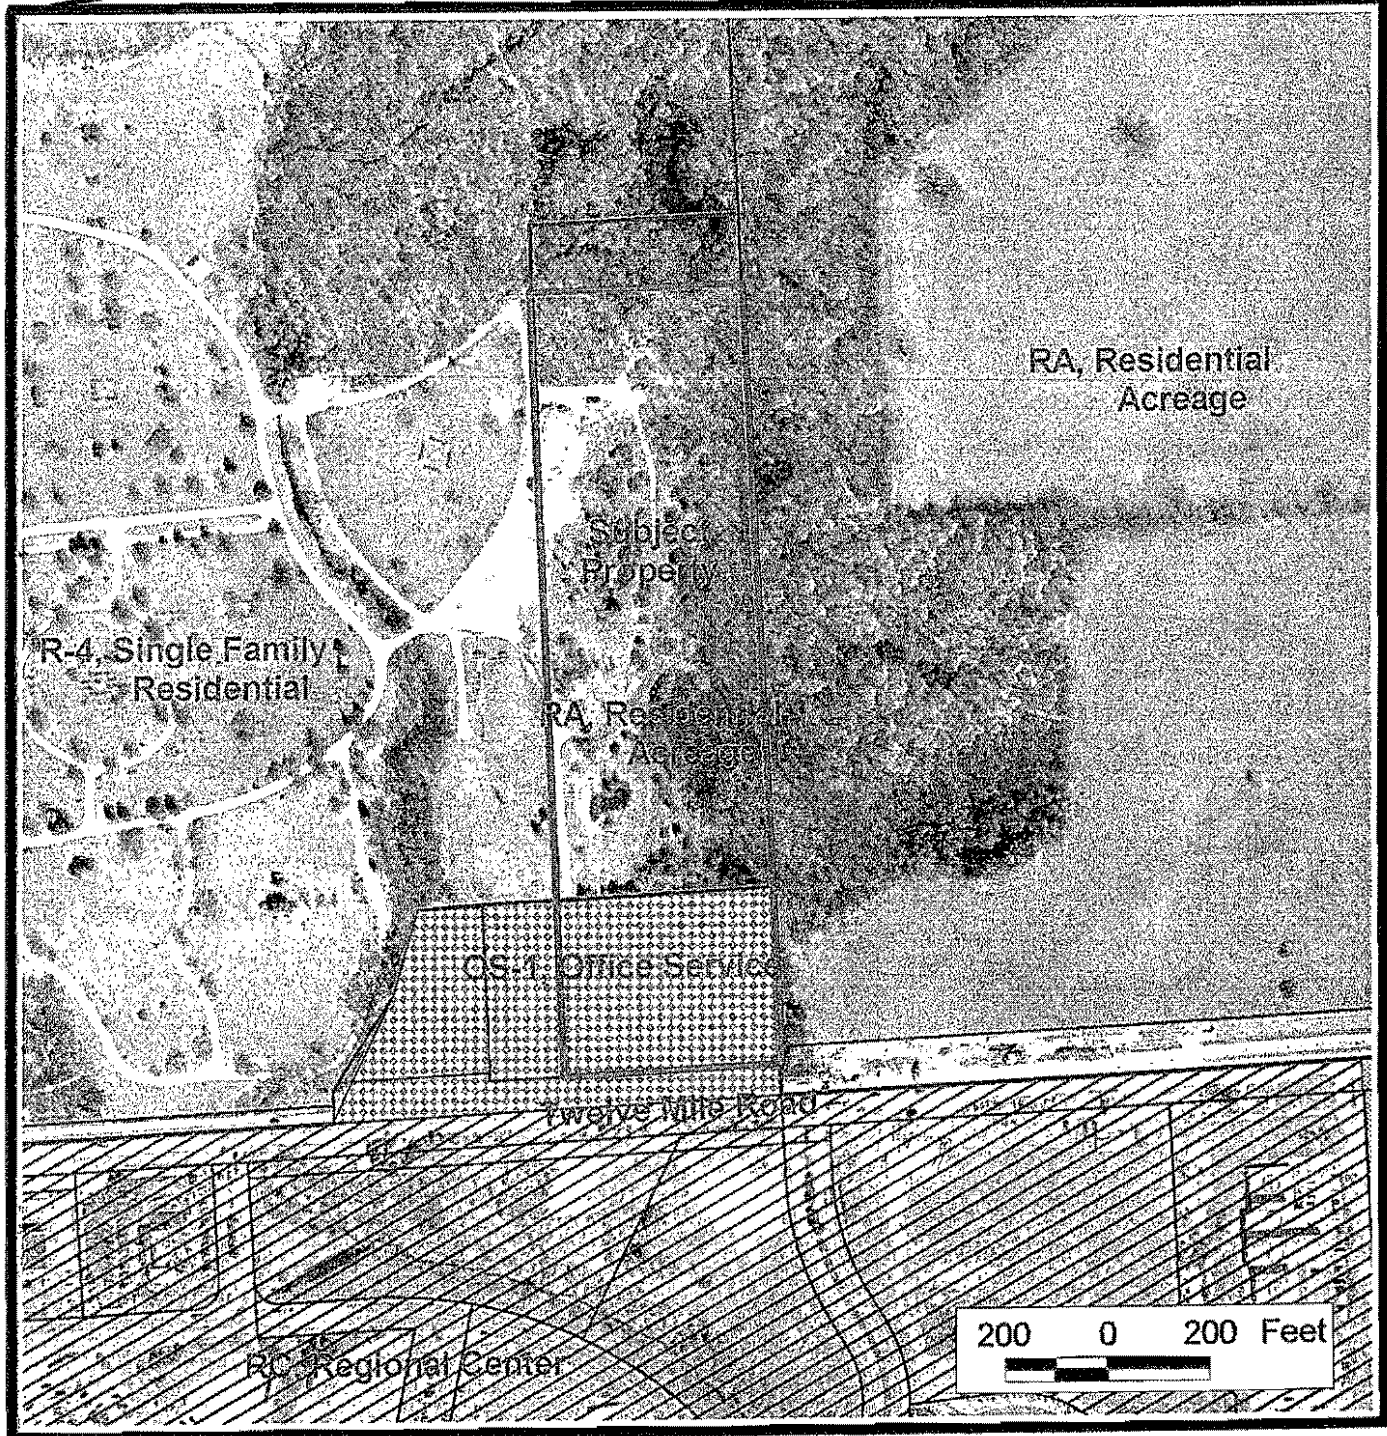 RA, Residential
Acreage
Subject
Property
R-4, Single Family
Residential
RA, Residential
Acreage
OS-1, Office Service
Twelve Mile Road
RC, Regional Center
200 0 200 Feet